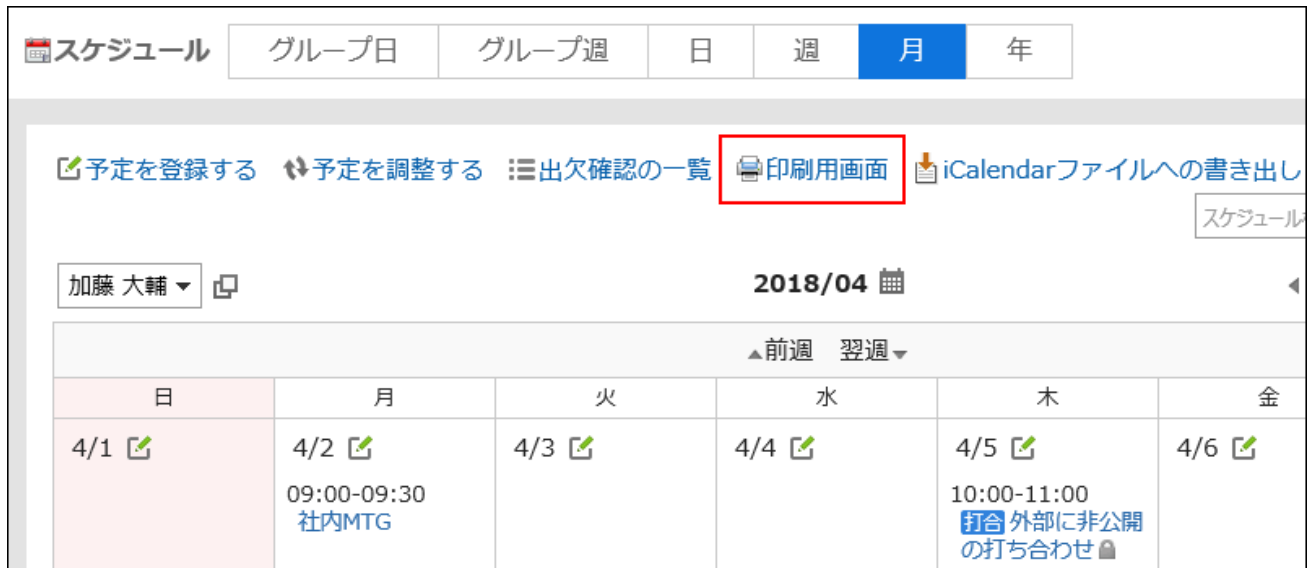 スケジュール グループ日 グループ週 日 週 月 年
予定を登録する 予定を調整する 出欠確認の一覧 印刷用画面 iCalendarファイルへの書き出し
スケジュール
加藤 大輔 2018/04
前週 翌週
日 月 火 水 木 金
4/1 4/2 4/3 4/4 4/5 4/6
09:00-09:30
社内MTG
10:00-11:00
打合 外部に非公開
の打ち合わせ